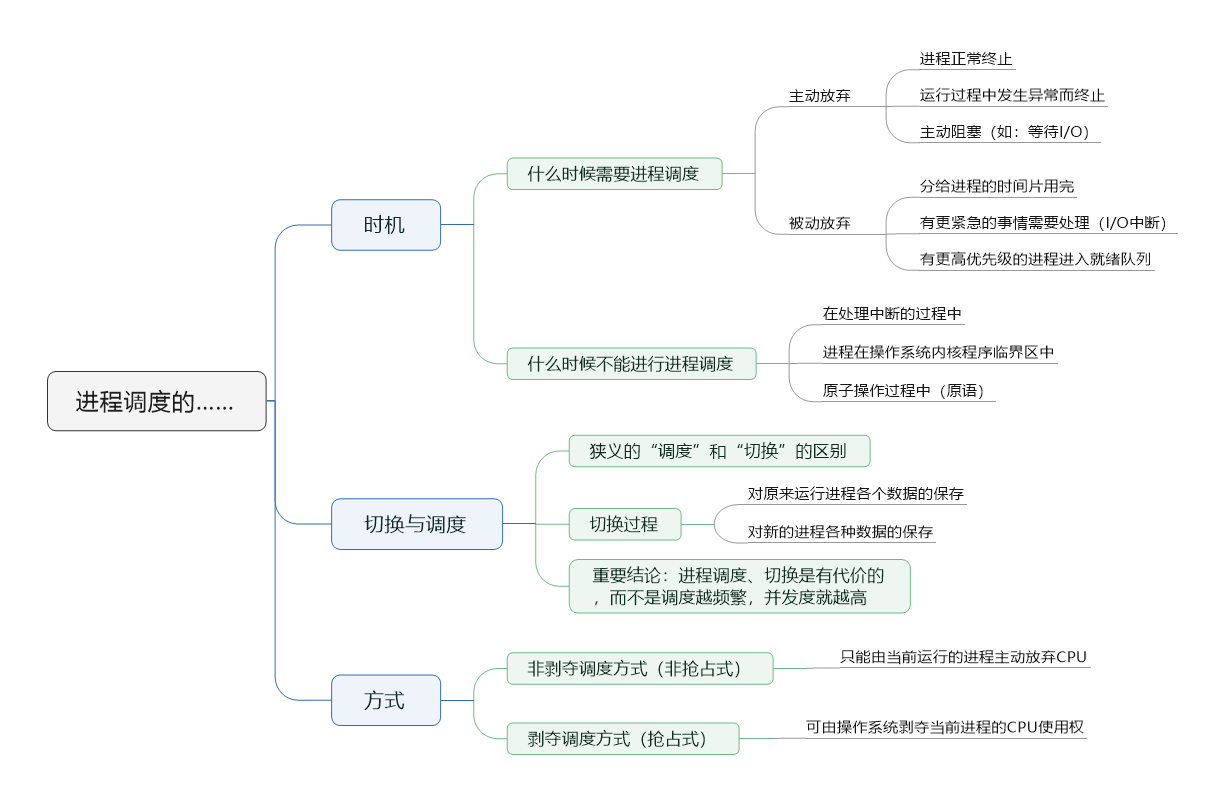 进程调度的……
时机
什么时候需要进程调度
主动放弃
进程正常终止
运行过程中发生异常而终止
主动阻塞（如：等待I/O）
被动放弃
分给进程的时间片用完
有更紧急的事情需要处理（I/O中断）
有更高优先级的进程进入就绪队列
什么时候不能进行进程调度
在处理中断的过程中
进程在操作系统内核程序临界区中
原子操作过程中（原语）
切换与调度
狭义的“调度”和“切换”的区别
切换过程
对原来运行进程各个数据的保存
对新的进程各种数据的保存
重要结论：进程调度、切换是有代价的
，而不是调度越频繁，并发度就越高
方式
非剥夺调度方式（非抢占式）
只能由当前运行的进程主动放弃CPU
剥夺调度方式（抢占式）
可由操作系统剥夺当前进程的CPU使用权